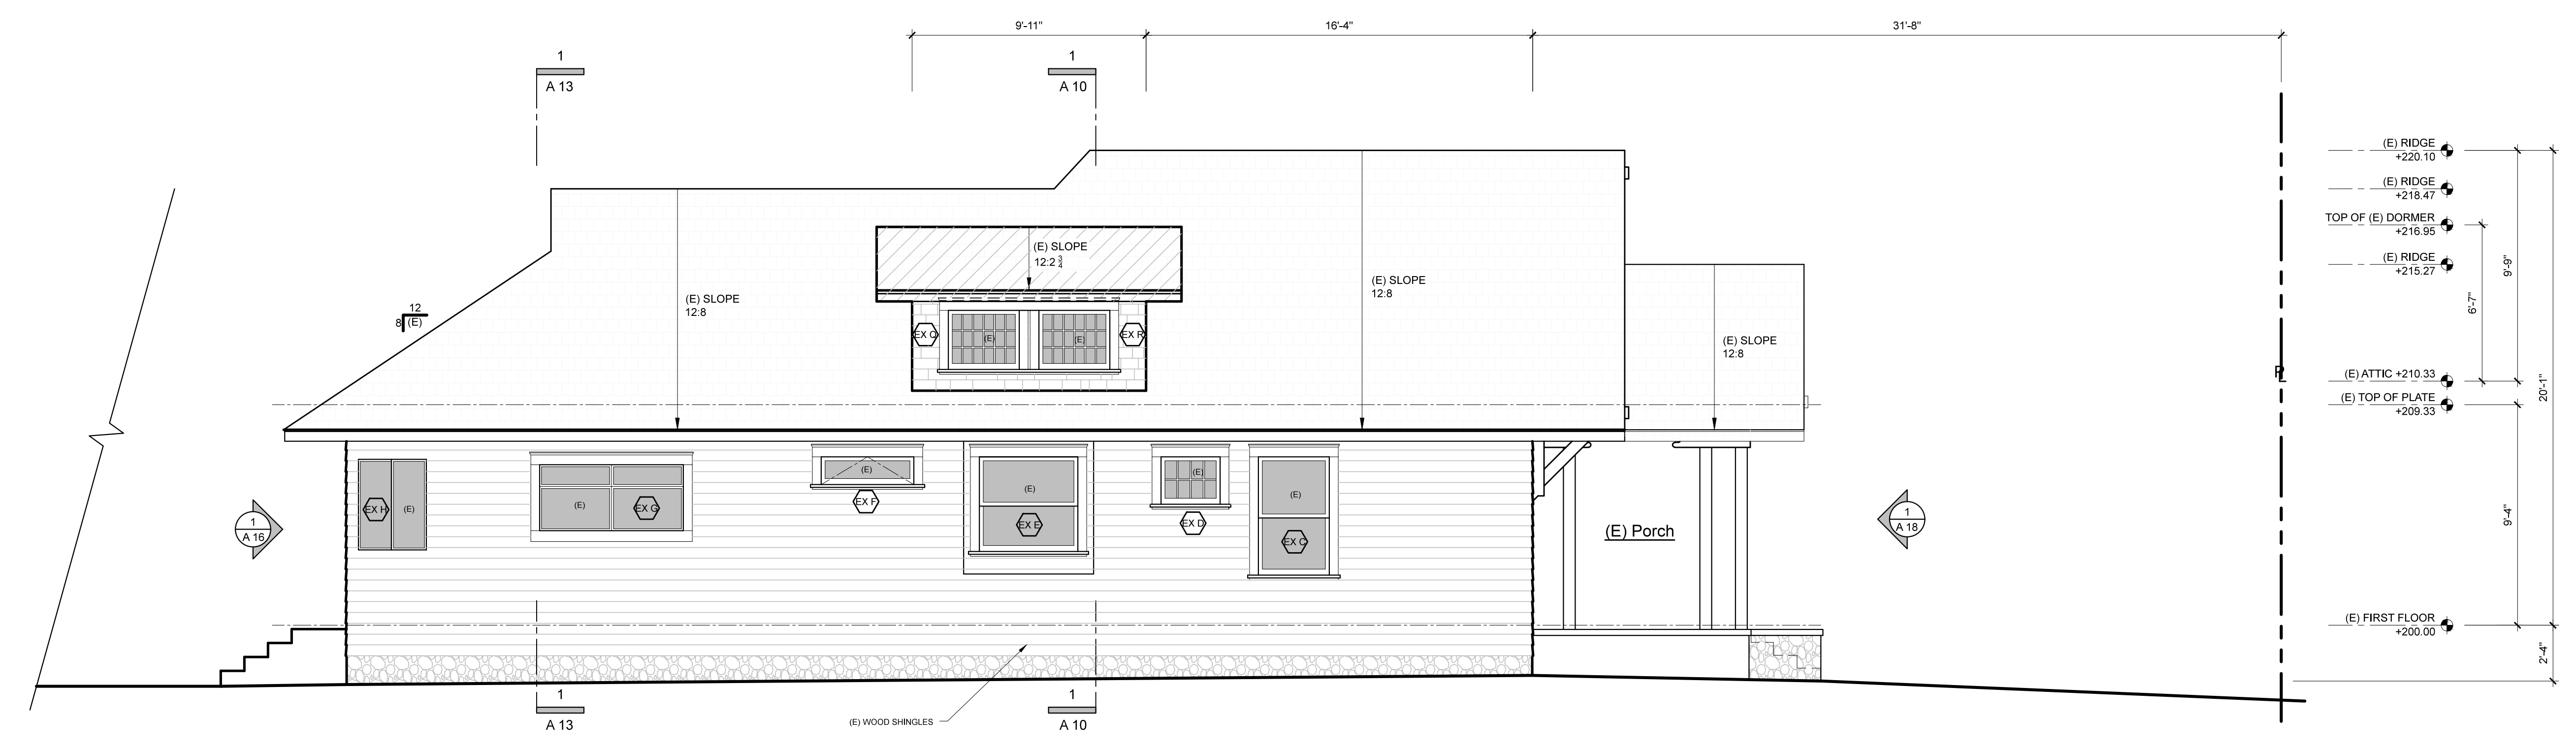 9'-11"
16'-4"
31'-8"
1
A 13
1
A 10
(E) RIDGE
+220.10
(E) RIDGE
+218.47
TOP OF (E) DORMER
+216.95
(E) RIDGE
+215.27
(E) ATTIC +210.33
(E) TOP OF PLATE
+209.33
(E) FIRST FLOOR
+200.00
9'-9"
6'-7"
20'-1"
9'-4"
2'-4"
(E) SLOPE
12:2 3/4
(E) SLOPE
12:8
(E) SLOPE
12:8
(E) SLOPE
12:8
12
8 (E)
EX Q
(E)
(E)
EX R
PL
EX H
(E)
(E)
EX G
(E)
EX F
(E)
EX E
(E)
EX D
(E)
EX C
1
A 16
(E) Porch
1
A 18
1
A 13
(E) WOOD SHINGLES
1
A 10